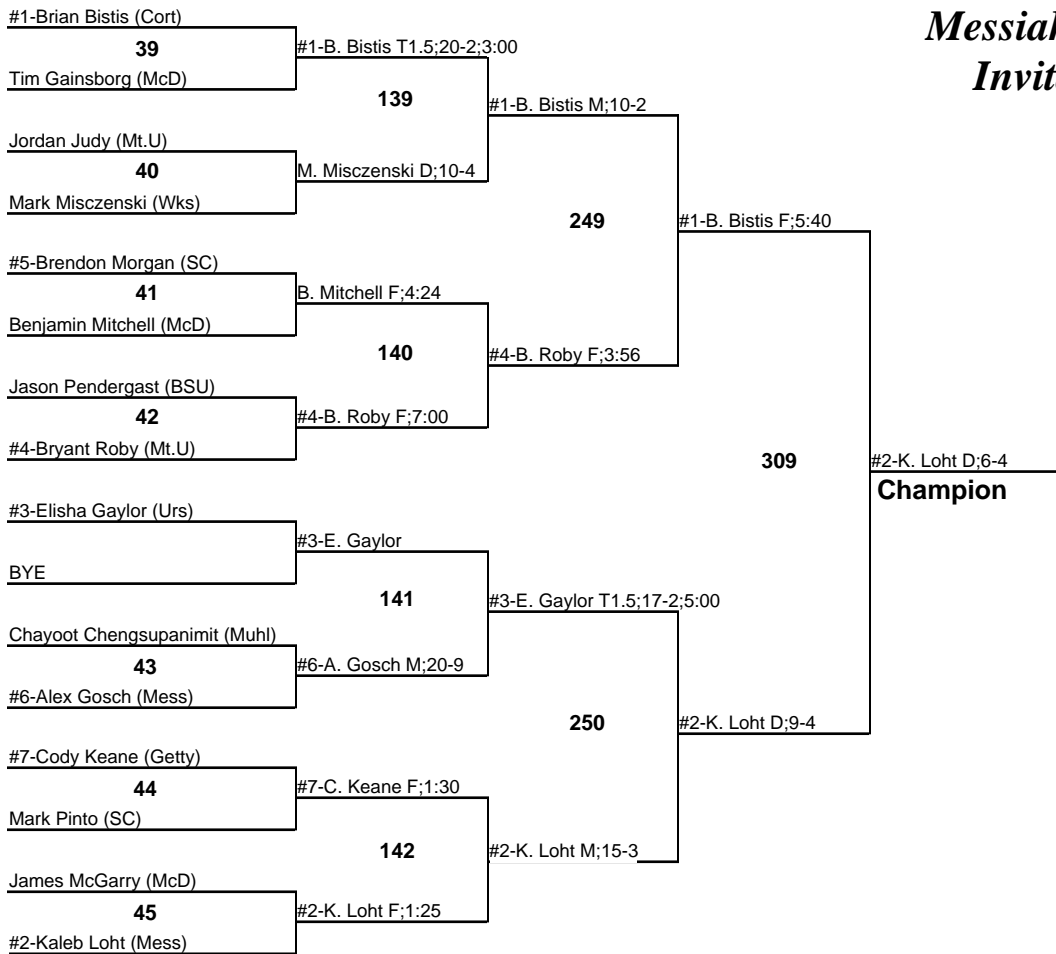 #1-Brian Bistis (Cort)
39
Tim Gainsborg (McD)
Jordan Judy (Mt.U)
40
Mark Misczenski (Wks)
#5-Brendon Morgan (SC)
41
Benjamin Mitchell (McD)
Jason Pendergast (BSU)
42
#4-Bryant Roby (Mt.U)
#3-Elisha Gaylor (Urs)
BYE
Chayoot Chengsupanimit (Muhl)
43
#6-Alex Gosch (Mess)
#7-Cody Keane (Getty)
44
Mark Pinto (SC)
James McGarry (McD)
45
#2-Kaleb Loht (Mess)
#1-B. Bistis T1.5;20-2;3:00
139
M. Misczenski D;10-4
B. Mitchell F;4:24
140
#4-B. Roby F;7:00
#3-E. Gaylor
141
#6-A. Gosch M;20-9
#7-C. Keane F;1:30
142
#2-K. Loht F;1:25
#1-B. Bistis M;10-2
249
#4-B. Roby F;3:56
#3-E. Gaylor T1.5;17-2;5:00
250
#2-K. Loht M;15-3
#1-B. Bistis F;5:40
309
#2-K. Loht D;9-4
#2-K. Loht D;6-4
Champion